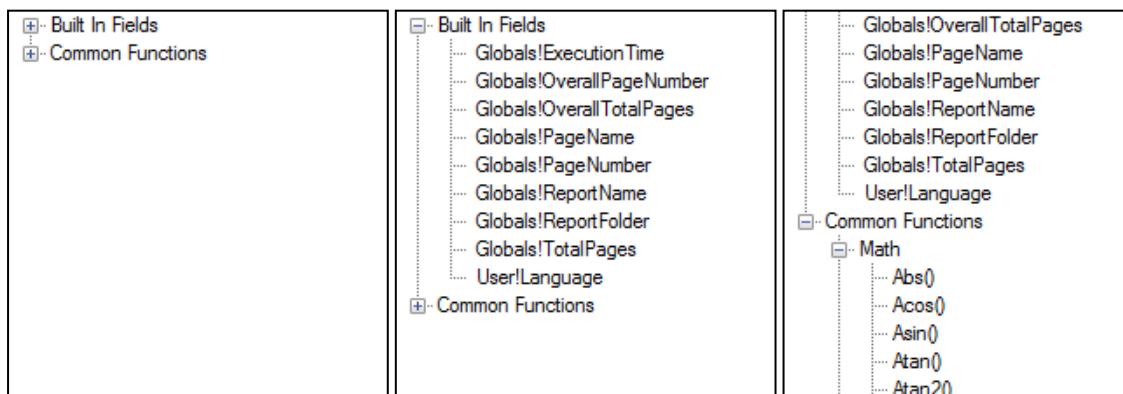 Built In Fields
Common Functions
Built In Fields
Globals!ExecutionTime
Globals!OverallPageNumber
Globals!OverallTotalPages
Globals!PageName
Globals!PageNumber
Globals!ReportName
Globals!ReportFolder
Globals!TotalPages
User!Language
Common Functions
Globals!OverallTotalPages
Globals!PageName
Globals!PageNumber
Globals!ReportName
Globals!ReportFolder
Globals!TotalPages
User!Language
Common Functions
Math
Abs()
Acos()
Asin()
Atan()
Atan2()